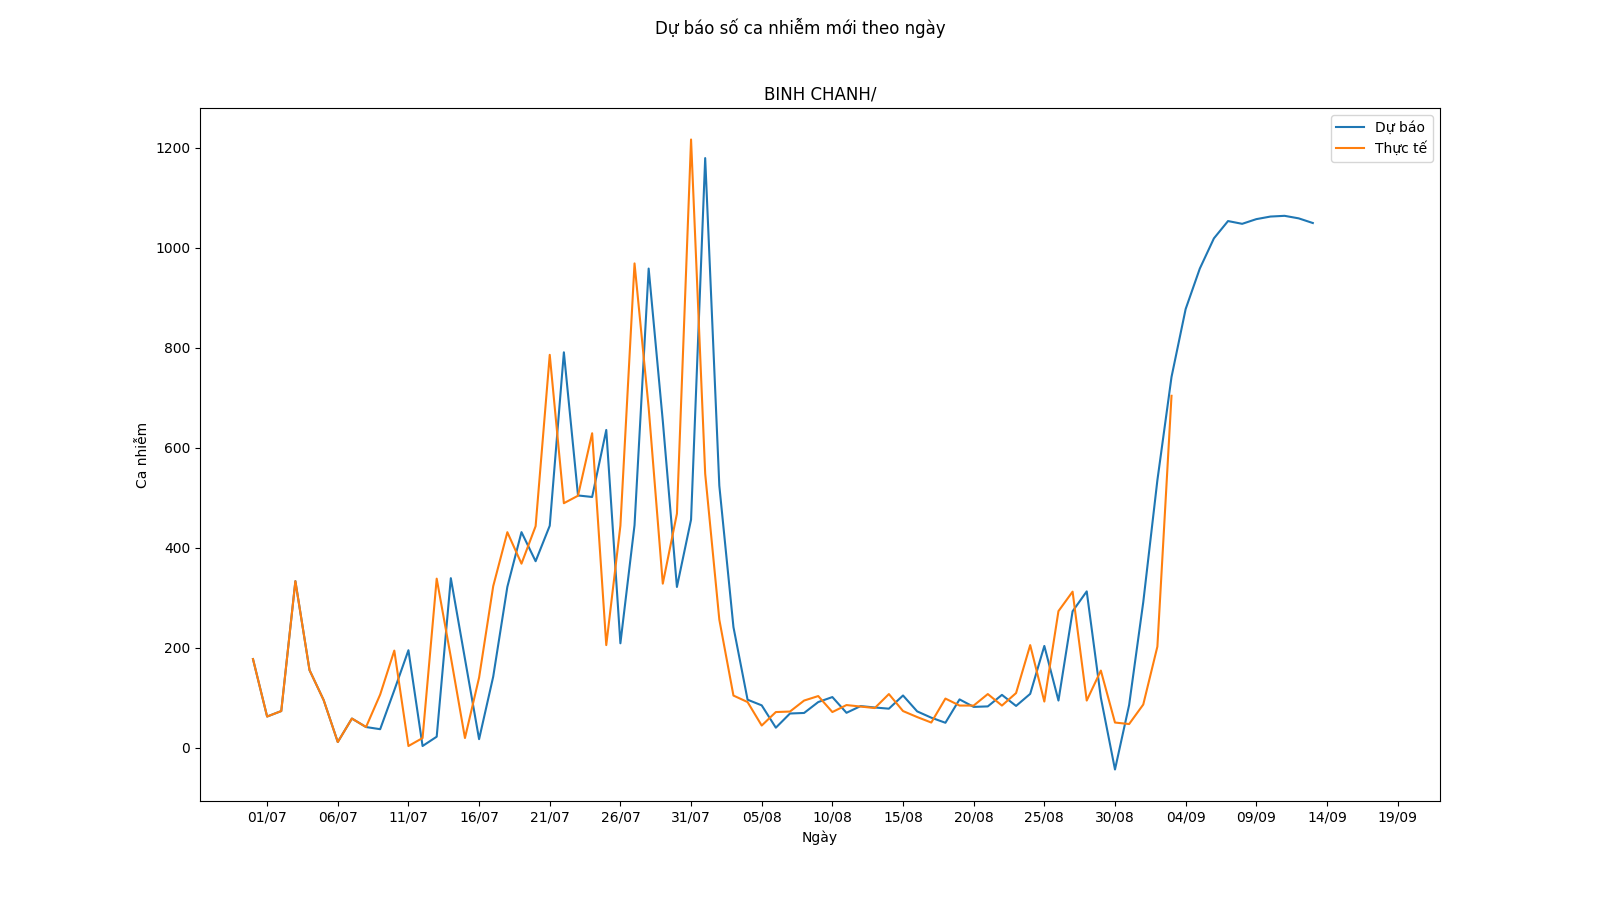 Dự báo số ca nhiễm mới theo ngày
BINH CHANH/
Dự báo
Thực tế
1200
1000
800
600
400
200
0
Ca nhiễm
01/07 06/07 11/07 16/07 21/07 26/07 31/07 05/08 10/08 15/08 20/08 25/08 30/08 04/09 09/09 14/09 19/09
Ngày